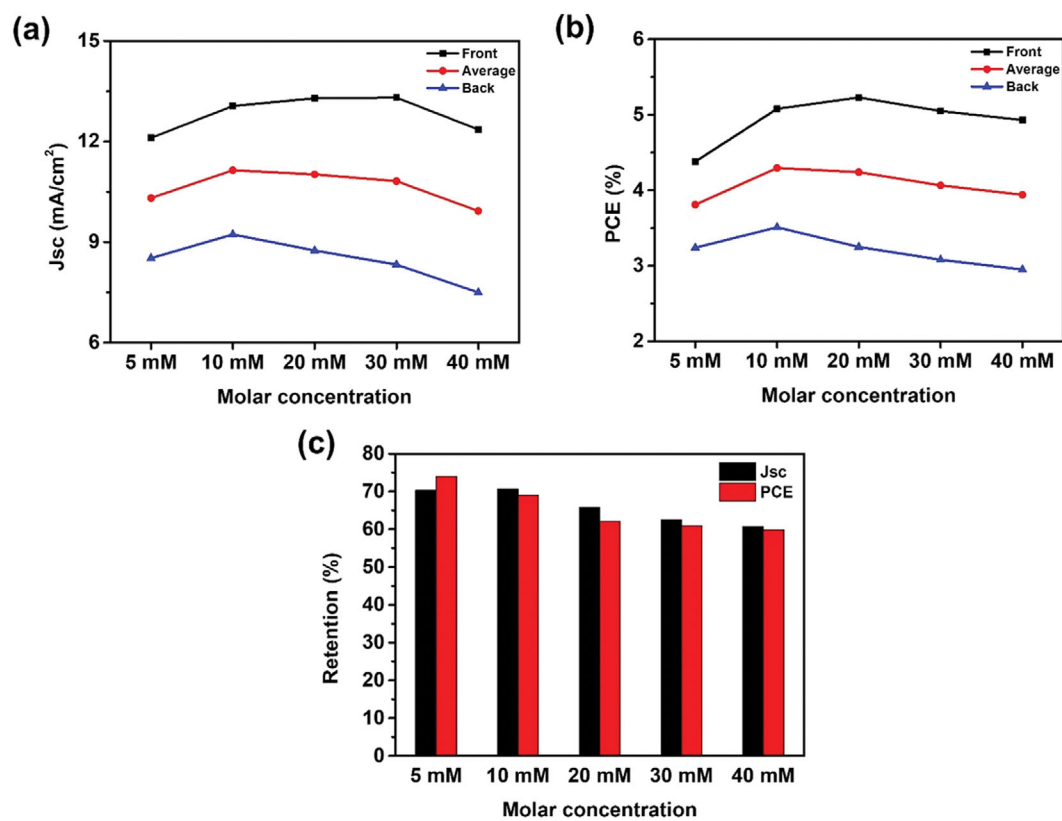 (a)
15
12
9
6
Jsc (mA/cm²)
Front
Average
Back
5 mM 10 mM 20 mM 30 mM 40 mM
Molar concentration
(b)
6
5
4
3
2
PCE (%)
Front
Average
Back
5 mM 10 mM 20 mM 30 mM 40 mM
Molar concentration
(c)
80
70
60
50
40
30
20
10
0
Retention (%)
Jsc
PCE
5 mM 10 mM 20 mM 30 mM 40 mM
Molar concentration